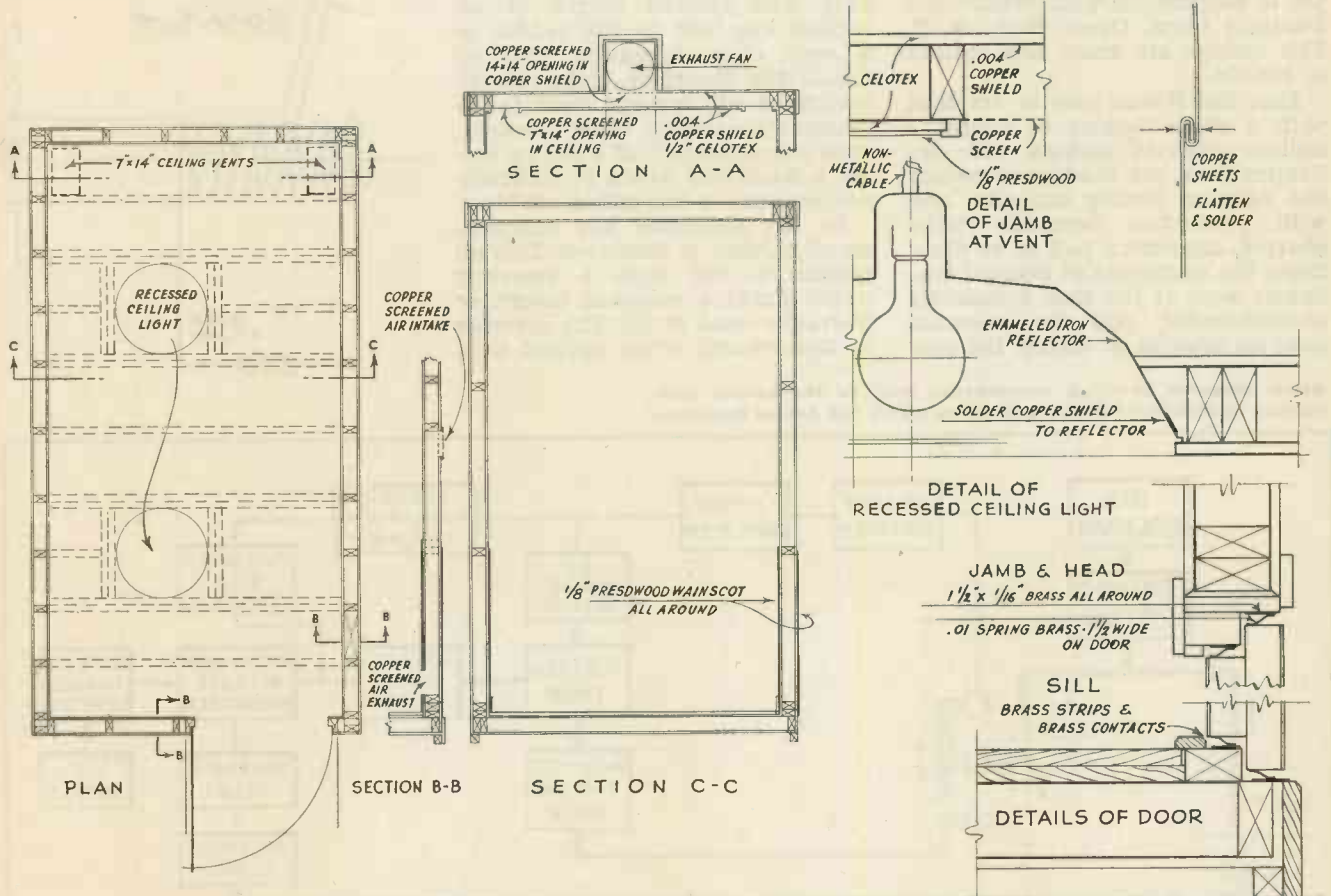 A
A
7"x14" CEILING VENTS
RECESSED
CEILING
LIGHT
C
C
B
B
B
B
PLAN
COPPER
SCREENED
AIR INTAKE
COPPER
SCREENED
AIR
EXHAUST
SECTION B-B
COPPER SCREENED
14"x14" OPENING IN
COPPER SHIELD
EXHAUST FAN
COPPER SCREENED
7"x14" OPENING
IN CEILING
.004
COPPER SHIELD
1/2" CELOTEX
SECTION A-A
1/8" PRESDWOOD WAINSCOT
ALL AROUND
SECTION C-C
CELOTEX
.004
COPPER
SHIELD
COPPER
SCREEN
NON-
METALLIC
CABLE
1/8" PRESDWOOD
DETAIL
OF JAMB
AT VENT
COPPER
SHEETS
·
FLATTEN
& SOLDER
ENAMELED IRON
REFLECTOR
SOLDER COPPER SHIELD
TO REFLECTOR
DETAIL OF
RECESSED CEILING LIGHT
JAMB & HEAD
1 1/2" x 1/16" BRASS ALL AROUND
.01 SPRING BRASS · 1 1/2 WIDE
ON DOOR
SILL
BRASS STRIPS &
BRASS CONTACTS
DETAILS OF DOOR